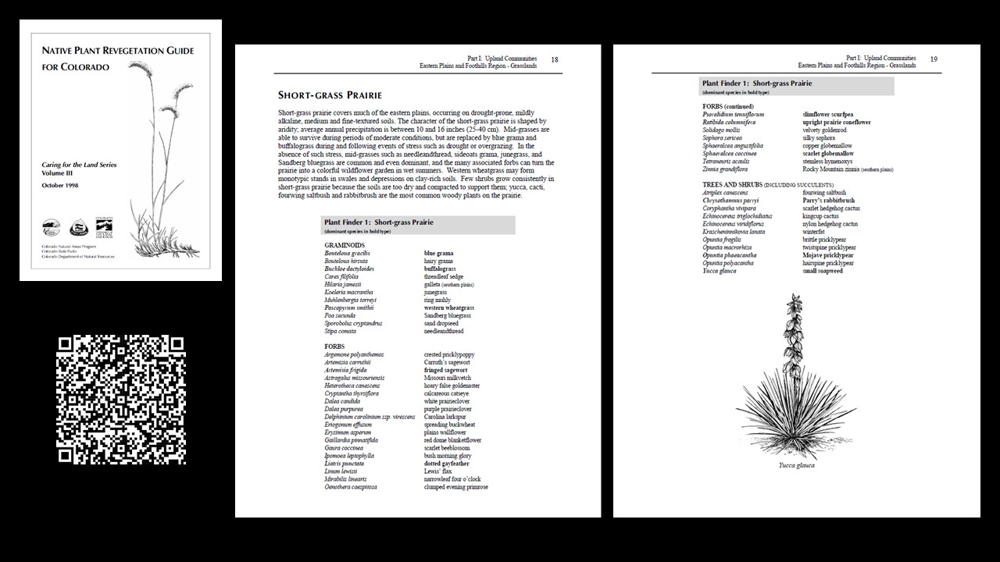 NATIVE PLANT REVEGETATION GUIDE
FOR COLORADO
Caring for the Land Series
Volume III
October 1998
Colorado Natural Areas Program
Colorado State Parks
Colorado Department of Natural Resources
Part I: Upland Communities 18
Eastern Plains and Foothills Region - Grasslands
SHORT-GRASS PRAIRIE
Short-grass prairie covers much of the eastern plains, occurring on drought-prone, mildly
alkaline, medium and fine-textured soils. The character of the short-grass prairie is shaped by
aridity; average annual precipitation is between 10 and 16 inches (25-40 cm). Mid-grasses are
able to survive during periods of moderate conditions, but are replaced by blue grama and
buffalograss during and following events of stress such as drought or overgrazing. In the
absence of such stress, mid-grasses such as needleandthread, sideoats grama, junegrass, and
Sandberg bluegrass are common and even dominant, and the many associated forbs can turn the
prairie into a colorful wildflower garden in wet summers. Western wheatgrass may form
monotypic stands in swales and depressions on clay-rich soils. Few shrubs grow consistently in
short-grass prairie because the soils are too dry and compacted to support them; yucca, cacti,
fourwing saltbush and rabbitbrush are the most common woody plants on the prairie.
Plant Finder 1: Short-grass Prairie
(dominant species in bold type)
GRAMINOIDS
Bouteloua gracilis blue grama
Bouteloua hirsuta hairy grama
Buchloe dactyloides buffalograss
Carex filifolia threadleaf sedge
Hilaria jamesii galleta (southern plains)
Koeleria macrantha junegrass
Muhlenbergia torreyi ring muhly
Pascopyrum smithii western wheatgrass
Poa secunda Sandberg bluegrass
Sporobolus cryptandrus sand dropseed
Stipa comata needleandthread
FORBS
Argemone polyanthemos crested pricklypoppy
Artemizia carruthii Carruth's sagewort
Artemisia frigida fringed sagewort
Astragalus missouriensis Missouri milkvetch
Heterotheca canescens hoary false goldenaster
Cryptantha thyrsiflora calcareous catseye
Dalea candida white prairieclover
Dalea purpurea purple prairieclover
Delphinium carolinium ssp. virescens Carolina larkspur
Eriogonum effusum spreading buckwheat
Erysimum asperum plains wallflower
Gaillardia pinnatifida red dome blanketflower
Gaura coccinea scarlet beeblossom
Ipomoea leptophylla bush morning glory
Liatris punctata dotted gayfeather
Linum lewisii Lewis' flax
Mirabilis linearis narrowleaf four o'clock
Oenothera caespitosa clumped evening primrose
Part I: Upland Communities 19
Eastern Plains and Foothills Region - Grasslands
Plant Finder 1: Short-grass Prairie
(dominant species in bold type)
FORBS (continued)
Psoralidium tenuiflorum slimflower scurfpea
Ratibida columnifera upright prairie coneflower
Solidago mollis velvety goldenrod
Sophora sericea silky sophora
Sphaeralcea angustifolia copper globemallow
Sphaeralcea coccinea scarlet globemallow
Tetraneuris acaulis stemless hymenoxys
Zinnia grandiflora Rocky Mountain zinnia (southern plains)
TREES AND SHRUBS (INCLUDING SUCCULENTS)
Atriplex canescens fourwing saltbush
Chrysothamnus parryi Parry's rabbitbrush
Coryphantha vivipara scarlet hedgehog cactus
Echinocereus triglochidiatus kingcup cactus
Echinocereus viridiflorus nylon hedgehog cactus
Krascheninnikovia lanata winterfat
Opuntia fragilis brittle pricklypear
Opuntia macrorhiza twistspine pricklypear
Opuntia phaeacantha Mojave pricklypear
Opuntia polyacantha hairspine pricklypear
Yucca glauca small soapweed
Yucca glauca